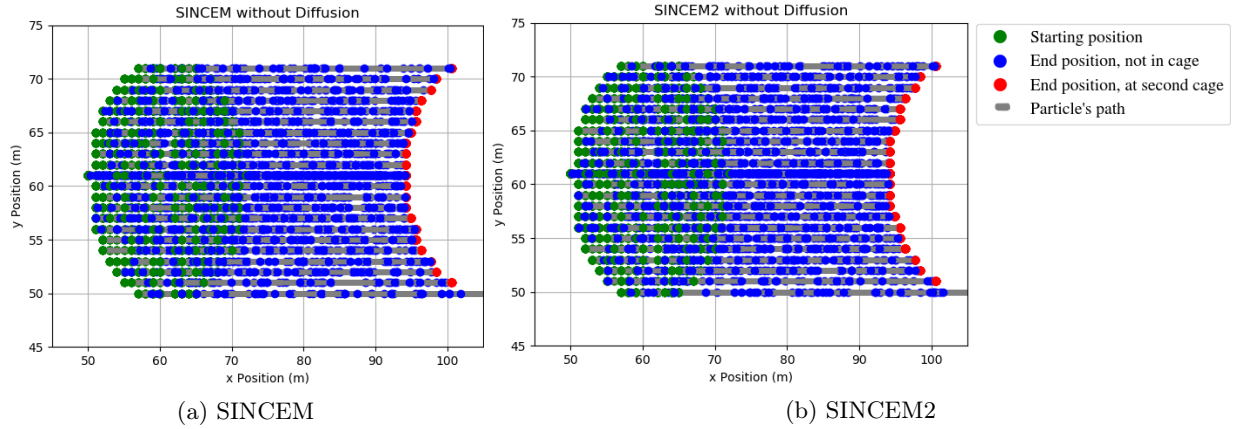 SINCEM without Diffusion
75
70
65
60
55
50
45
y Position (m)
50
60
70
80
90
100
x Position (m)
(a) SINCEM
SINCEM2 without Diffusion
75
70
65
60
55
50
45
y Position (m)
50
60
70
80
90
100
x Position (m)
(b) SINCEM2
Starting position
End position, not in cage
End position, at second cage
Particle's path